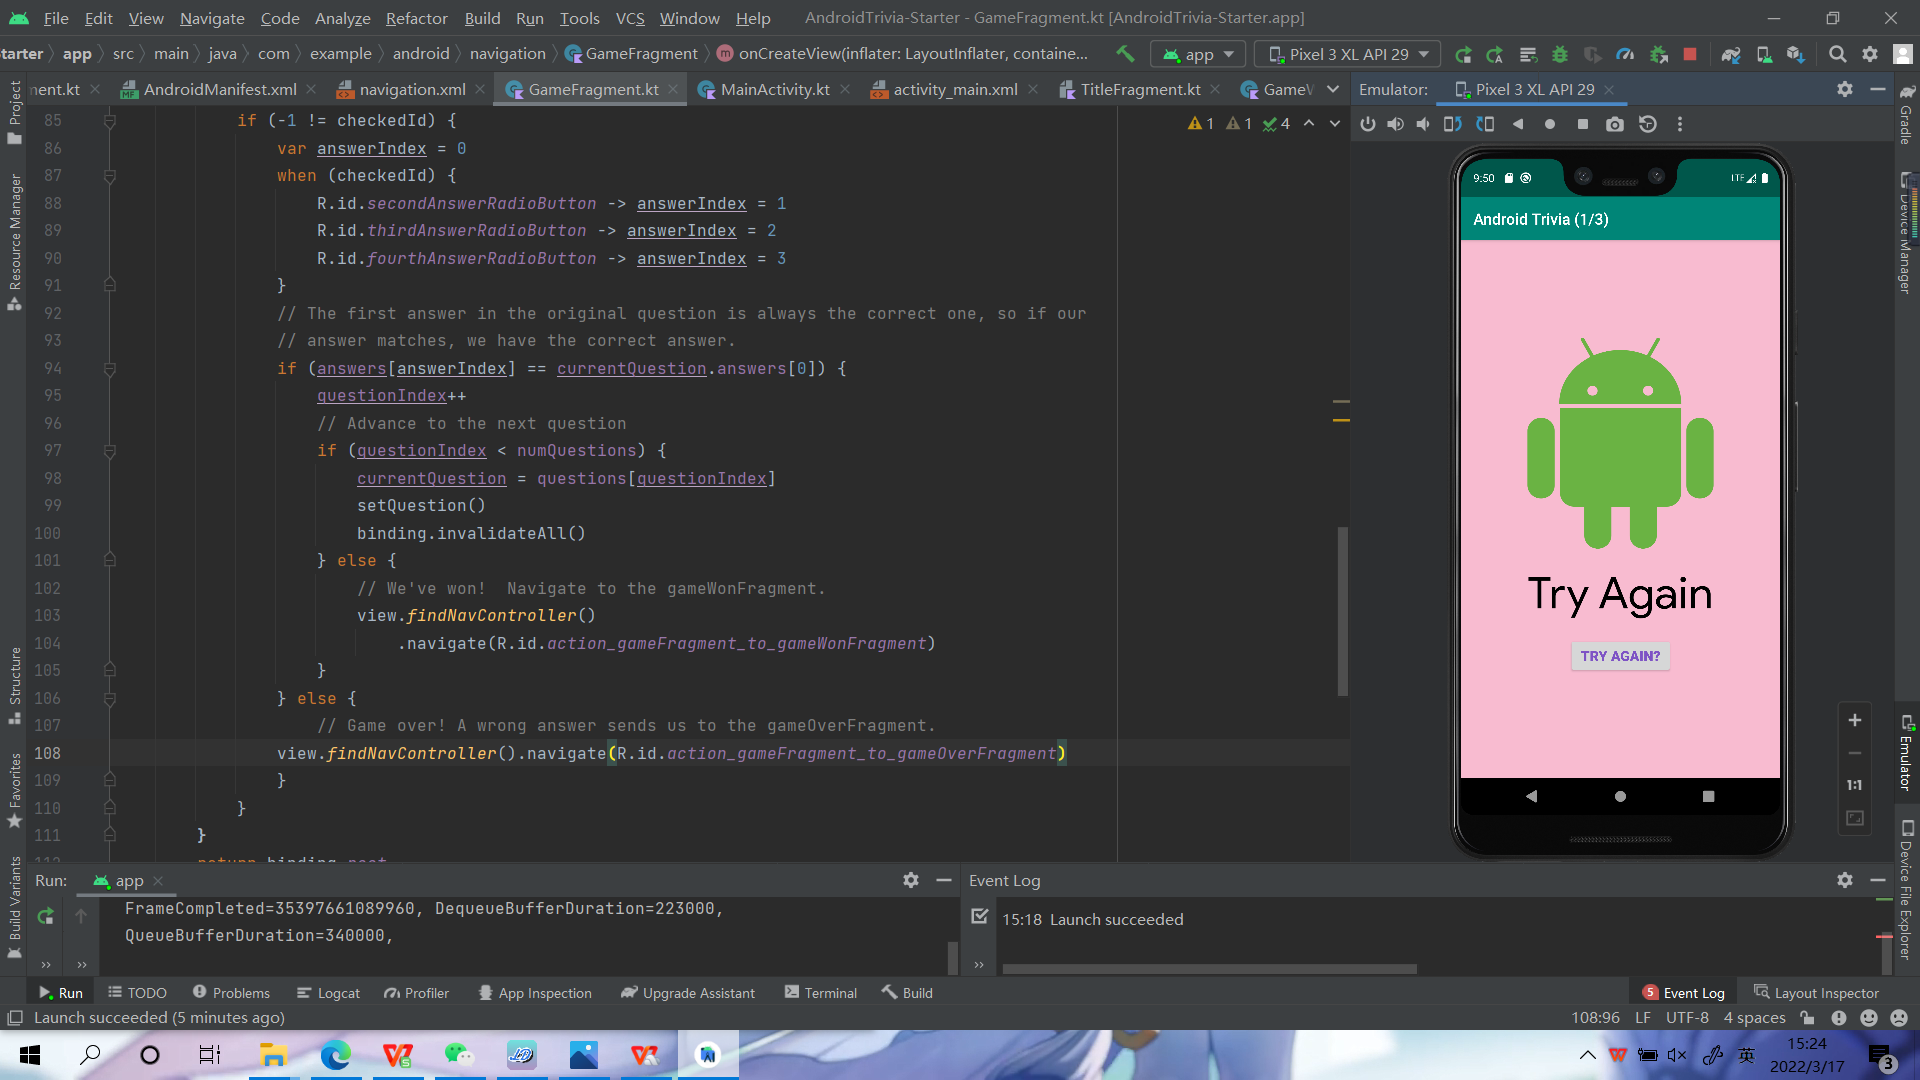 File Edit View Navigate Code Analyze Refactor Build Run Tools VCS Window Help AndroidTrivia-Starter - GameFragment.kt [AndroidTrivia-Starter.app]
tarter app src main java com example android navigation GameFragment onCreateView(inflater: LayoutInflater, containe... app Pixel 3 XL API 29
nent.kt AndroidManifest.xml navigation.xml GameFragment.kt MainActivity.kt activity_main.xml TitleFragment.kt Game Emulator: Pixel 3 XL API 29
1 1 4
85 if (-1 != checkedId) {
86 var answerIndex = 0
87 when (checkedId) {
88 R.id.secondAnswerRadioButton -> answerIndex = 1
89 R.id.thirdAnswerRadioButton -> answerIndex = 2
90 R.id.fourthAnswerRadioButton -> answerIndex = 3
91 }
92 // The first answer in the original question is always the correct one, so if our
93 // answer matches, we have the correct answer.
94 if (answers[answerIndex] == currentQuestion.answers[0]) {
95 questionIndex++
96 // Advance to the next question
97 if (questionIndex < numQuestions) {
98 currentQuestion = questions[questionIndex]
99 setQuestion()
100 binding.invalidateAll()
101 } else {
102 // We've won!  Navigate to the gameWonFragment.
103 view.findNavController()
104 .navigate(R.id.action_gameFragment_to_gameWonFragment)
105 }
106 } else {
107 // Game over! A wrong answer sends us to the gameOverFragment.
108 view.findNavController().navigate(R.id.action_gameFragment_to_gameOverFragment)
109 }
110 }
111 }
Project
Resource Manager
Structure
Favorites
Build Variants
9:50 LTE
Android Trivia (1/3)
Try Again
TRY AGAIN?
1:1
Gradle
Device Manager
Emulator
Device File Explorer
Run: app
FrameCompleted=35397661089960, DequeueBufferDuration=223000,
QueueBufferDuration=340000,
Event Log
15:18 Launch succeeded
Run TODO Problems Logcat Profiler App Inspection Upgrade Assistant Terminal Build 5 Event Log Layout Inspector
Launch succeeded (5 minutes ago) 108:96 LF UTF-8 4 spaces
英 15:24
2022/3/17 3